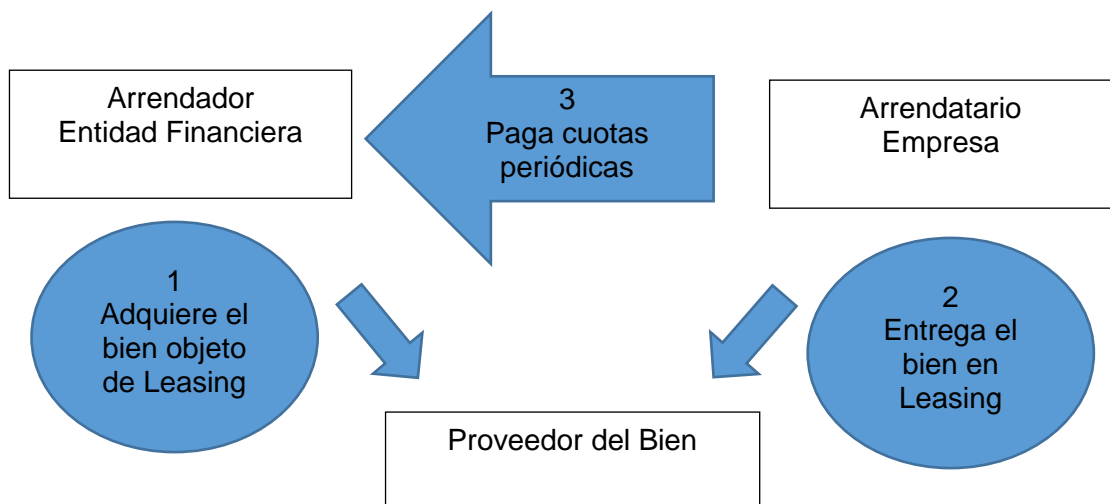 Arrendador
Entidad Financiera
3
Paga cuotas
periódicas
Arrendatario
Empresa
1
Adquiere el
bien objeto
de Leasing
2
Entrega el
bien en
Leasing
Proveedor del Bien